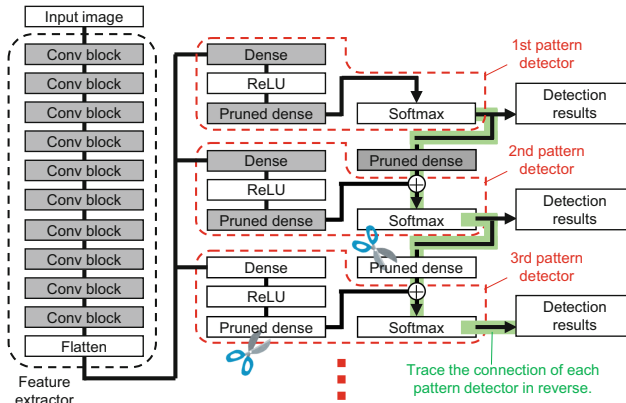 Input image
Conv block
Conv block
Conv block
Conv block
Conv block
Conv block
Conv block
Conv block
Conv block
Conv block
Flatten
Feature
extractor
Dense
ReLU
Pruned dense
Softmax
1st pattern
detector
Detection
results
Dense
ReLU
Pruned dense
Pruned dense
Softmax
2nd pattern
detector
Detection
results
Dense
ReLU
Pruned dense
Pruned dense
Softmax
3rd pattern
detector
Detection
results
Trace the connection of each
pattern detector in reverse.